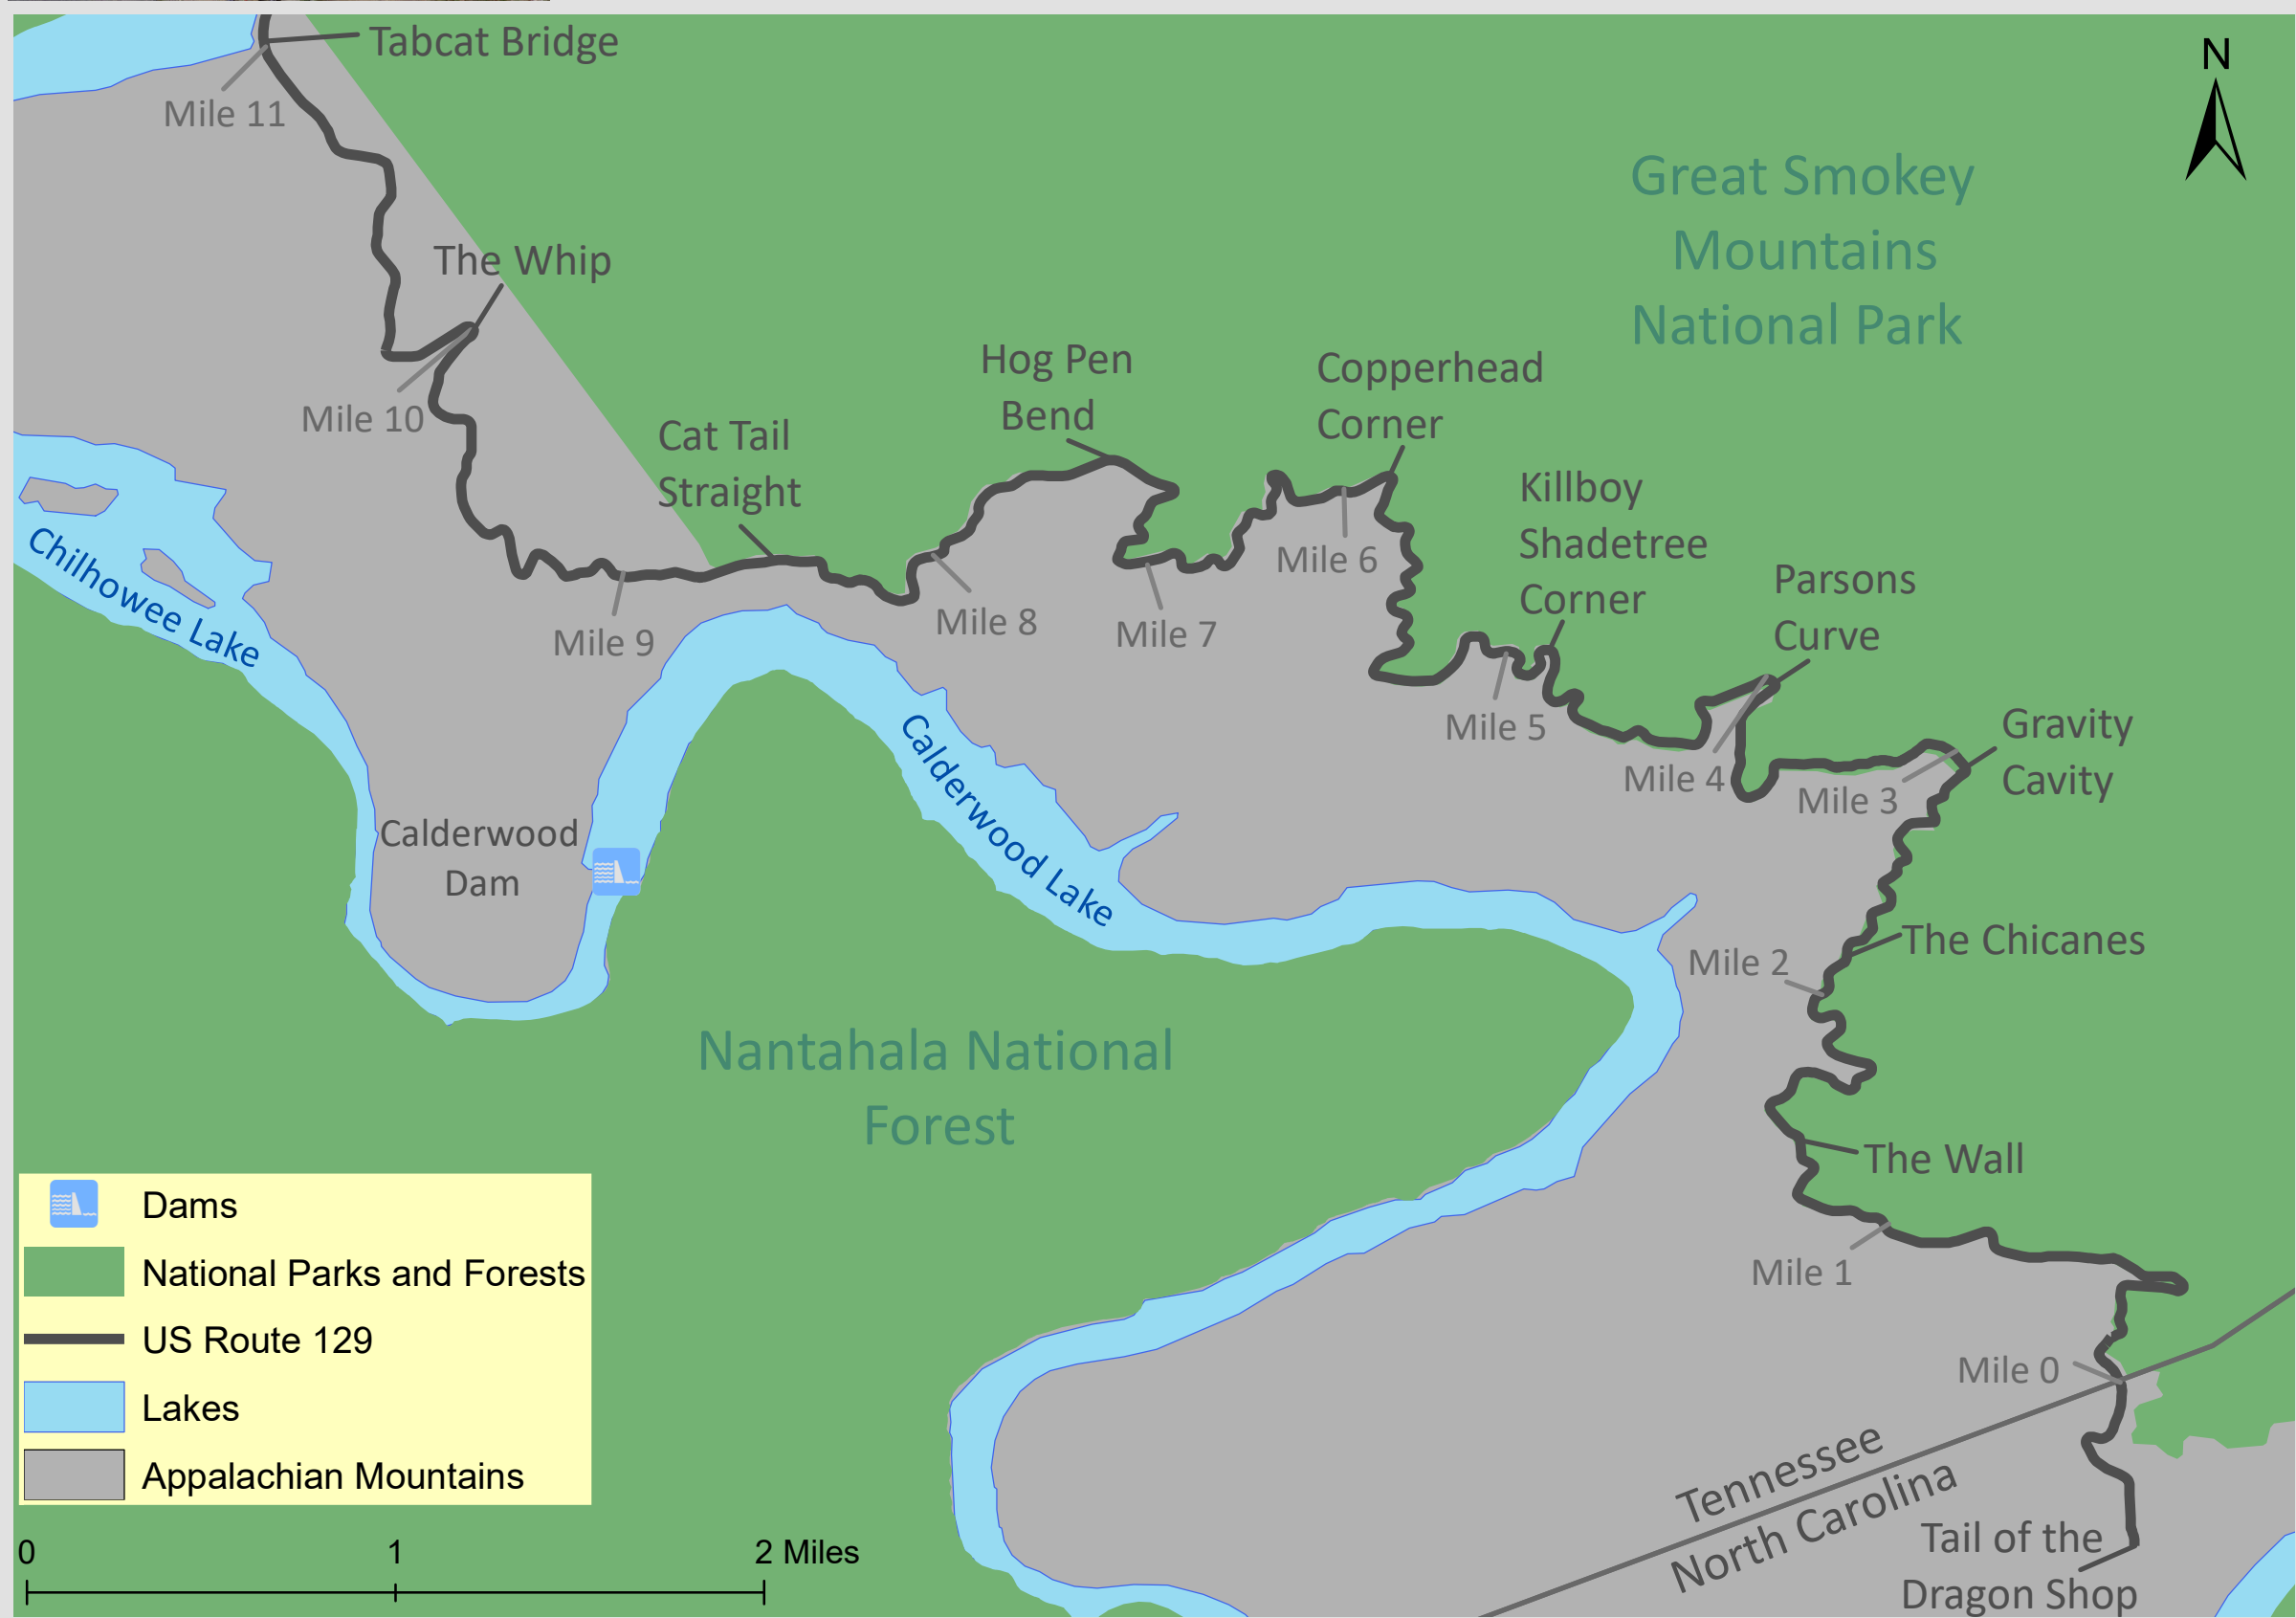 Tabcat Bridge
N
Mile 11
Great Smokey
Mountains
National Park
The Whip
Hog Pen
Bend
Copperhead
Corner
Mile 10
Cat Tail
Straight
Killboy
Shadetree
Corner
Mile 6
Parsons
Curve
Chilhowee Lake
Mile 9
Mile 8
Mile 7
Mile 5
Gravity
Cavity
Mile 4
Mile 3
Calderwood Lake
Calderwood
Dam
The Chicanes
Mile 2
Nantahala National
Forest
The Wall
Mile 1
Dams
National Parks and Forests
US Route 129
Lakes
Appalachian Mountains
Mile 0
Tennessee
North Carolina
Tail of the
Dragon Shop
0 1 2 Miles